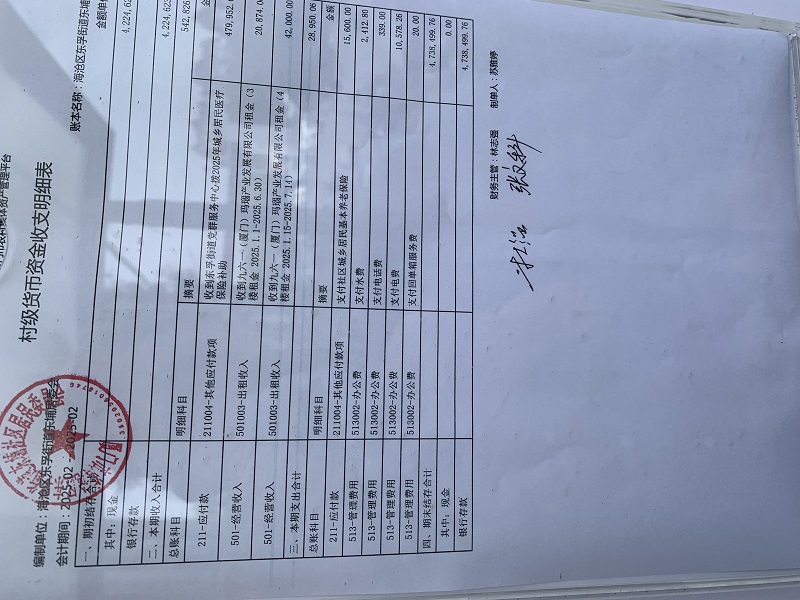 村级货币资金收支明细表
编制单位：海沧区东孚街道东埔居委会
账本名称：海沧区东孚街道东埔
会计期间：2025-02 - 2025-02
金额单
一、期初结存合计 4,224,62
其中：现金
银行存款 4,224,623
二、本期收入合计 542,826
总账科目 明细科目 摘要 金
211-应付款 211004-其他应付款项 收到东孚街道党群服务中心拨2025年城乡居民医疗保险补助 479,952.
501-经营收入 501003-出租收入 收到九六一（厦门）玛瑙产业发展有限公司租金（3楼租金 2025.1.1-2025.6.30） 20,874.0
501-经营收入 501003-出租收入 收到九六一（厦门）玛瑙产业发展有限公司租金（4楼租金 2025.1.15-2025.7.14） 42,000.00
三、本期支出合计 28,950.06
总账科目 明细科目 摘要 金额
211-应付款 211004-其他应付款项 支付社区城乡居民基本养老保险 15,600.00
513-管理费用 513002-办公费 支付水费 2,412.80
513-管理费用 513002-办公费 支付电话费 339.00
513-管理费用 513002-办公费 支付电费 10,578.26
513-管理费用 513002-办公费 支付回单箱服务费 20.00
四、期末结存合计 4,738,499.76
其中：现金 0.00
银行存款 4,738,499.76
财务主管：林志强 制单人：苏雅婷